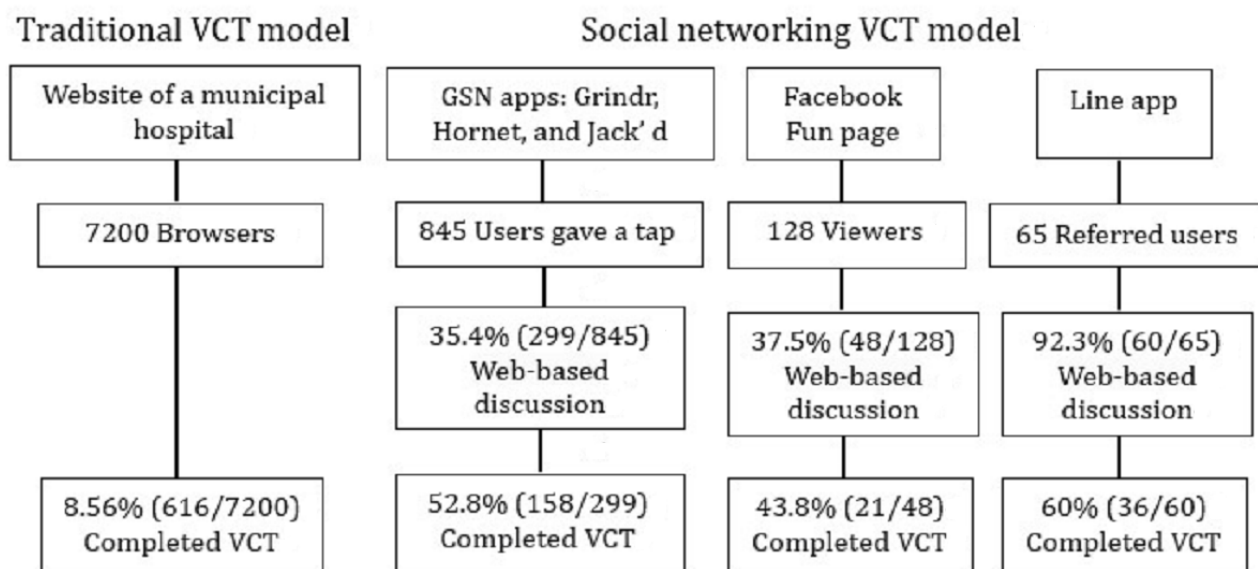 Traditional VCT model
Social networking VCT model
Website of a municipal
hospital
GSN apps: Grindr,
Hornet, and Jack' d
Facebook
Fun page
Line app
7200 Browsers
845 Users gave a tap
128 Viewers
65 Referred users
35.4% (299/845)
Web-based
discussion
37.5% (48/128)
Web-based
discussion
92.3% (60/65)
Web-based
discussion
8.56% (616/7200)
Completed VCT
52.8% (158/299)
Completed VCT
43.8% (21/48)
Completed VCT
60% (36/60)
Completed VCT